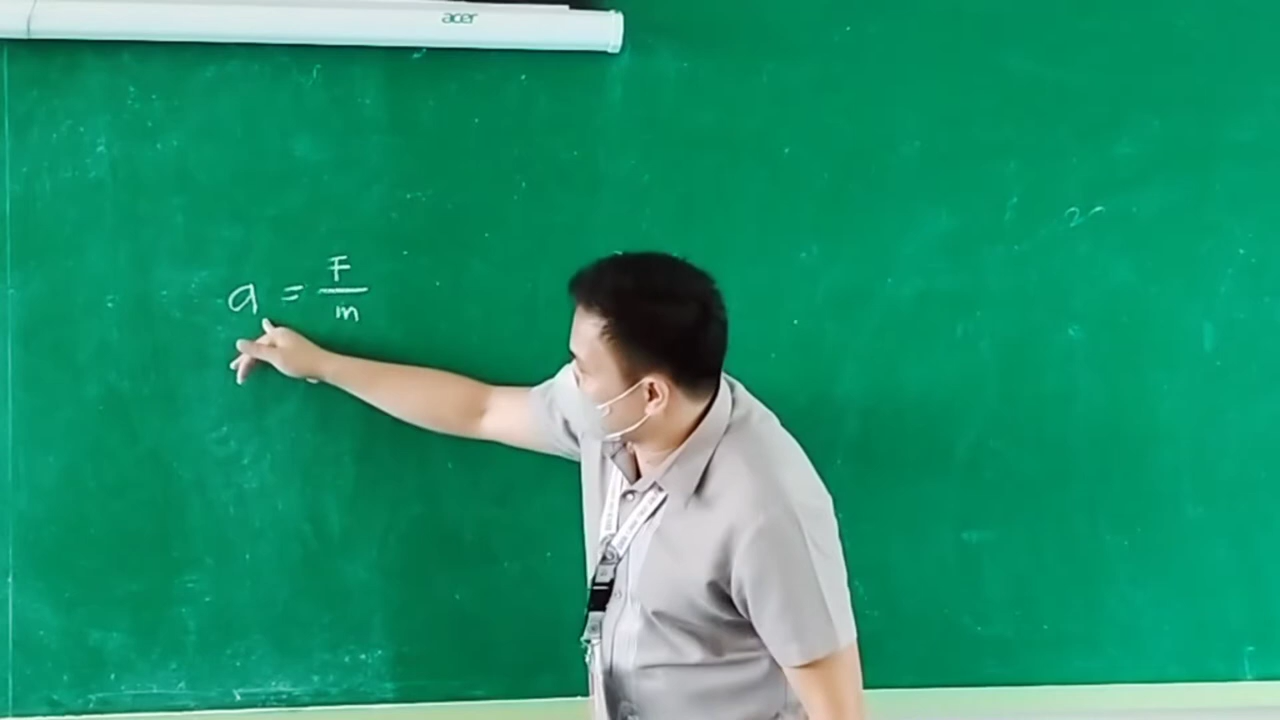 acer
a = F/m